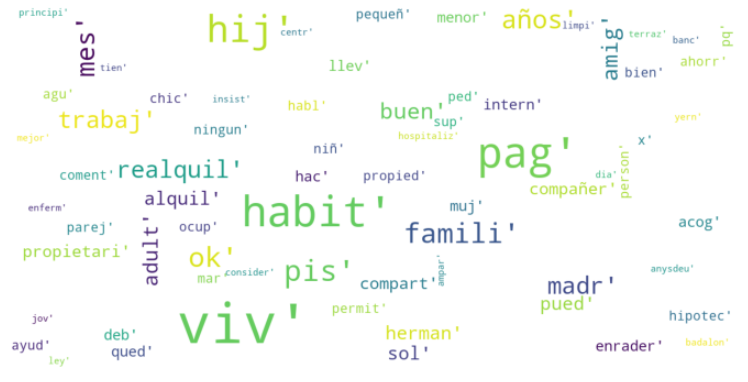 principi'
mes'
tien'
hij'
centr'
pequeñ'
menor'
años'
limpi'
amig'
terraz'
banc'
pq'
llev'
bien'
ahorr'
agu'
chic'
insist'
habl'
buen'
ped'
intern'
trabaj'
ningun'
sup'
mejor'
hospitaliz'
yern'
niñ'
pag'
x'
coment'
realquil'
hac'
propied'
dia'
compañer'
person'
enferm'
alquil'
habit'
muj'
parej'
adult'
ocup'
famili'
acog'
propietari'
ok'
mar'
consider'
pis'
compart'
ampar'
madr'
anysdeu'
jov'
viv'
permit'
pued'
hipotec'
deb'
herman'
ayud'
qued'
sol'
enrader'
badalon'
ley'